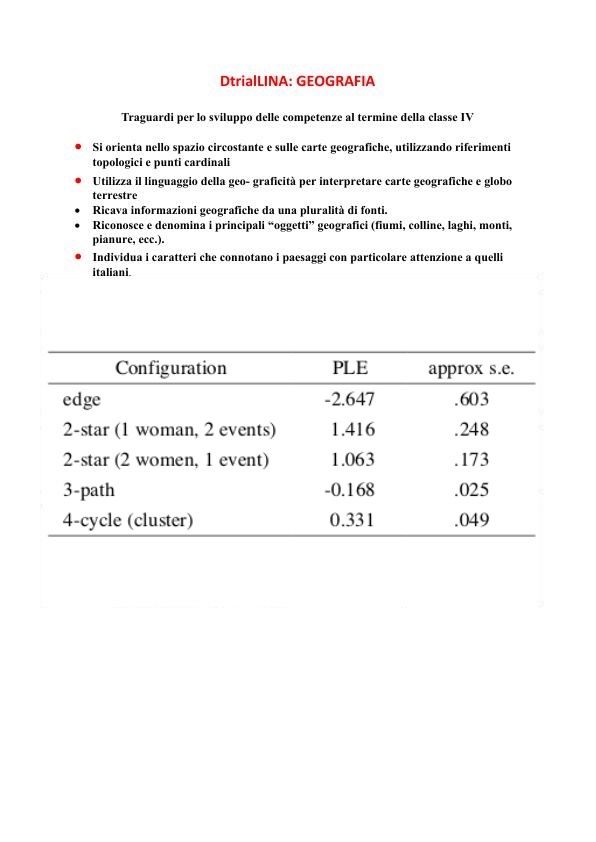 DtrialLINA: GEOGRAFIA
Traguardi per lo sviluppo delle competenze al termine della classe IV
• Si orienta nello spazio circostante e sulle carte geografiche, utilizzando riferimenti
topologici e punti cardinali
• Utilizza il linguaggio della geo- graficità per interpretare carte geografiche e globo
terrestre
• Ricava informazioni geografiche da una pluralità di fonti.
• Riconosce e denomina i principali “oggetti” geografici (fiumi, colline, laghi, monti,
pianure, ecc.).
• Individua i caratteri che connotano i paesaggi con particolare attenzione a quelli
italiani.
Configuration PLE approx s.e.
edge -2.647 .603
2-star (1 woman, 2 events) 1.416 .248
2-star (2 women, 1 event) 1.063 .173
3-path -0.168 .025
4-cycle (cluster) 0.331 .049